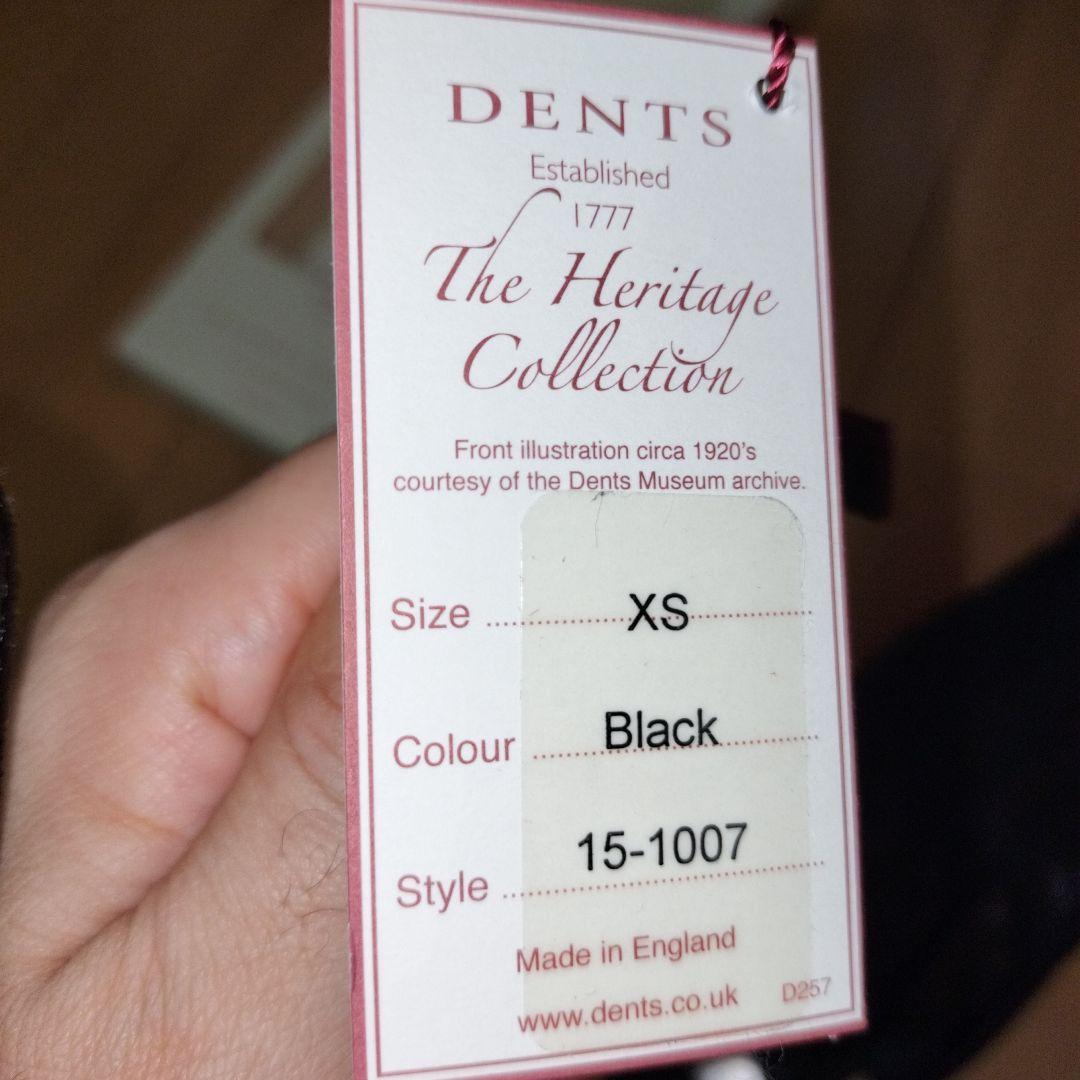 DENTS
Established
1777
The Heritage
Collection
Front illustration circa 1920's
courtesy of the Dents Museum archive.
Size ........................ XS
Colour ........................ Black
Style ........................ 15-1007
Made in England
www.dents.co.uk D257